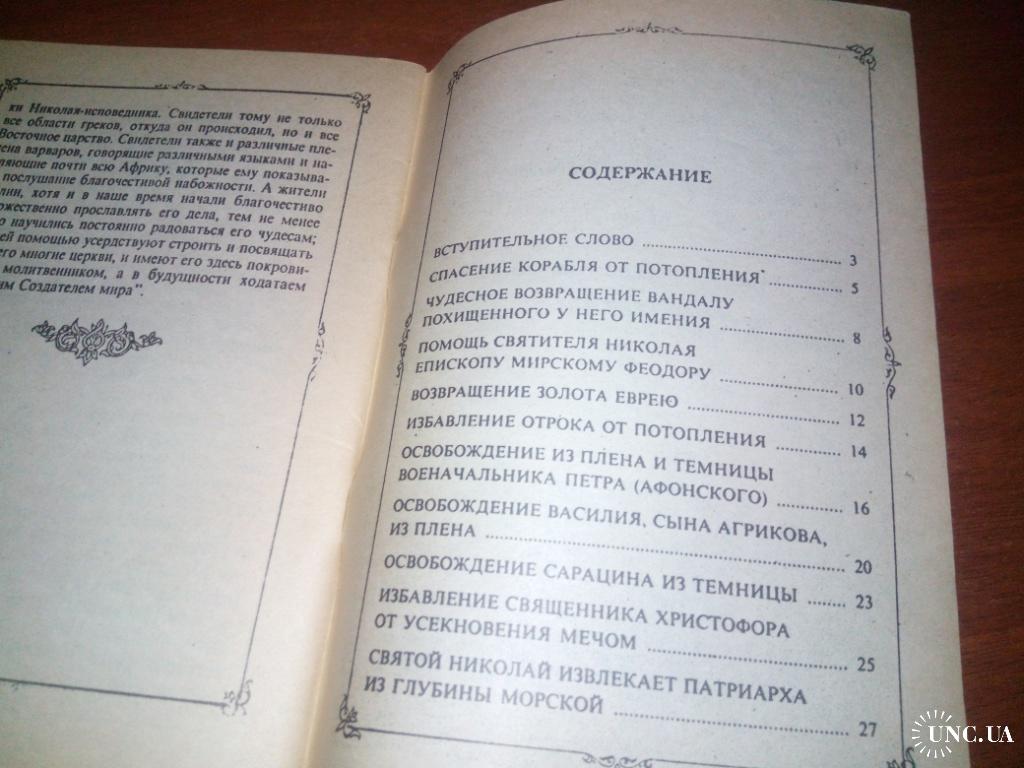 ки Николая-исповедника. Свидетели тому не только
все области греков, откуда он происходил, но и все
Восточное царство. Свидетели также и различные пле-
ена варваров, говорящие различными языками и на-
ляющие почти всю Африку, которые ему показыва-
послушание благочестивой набожности. А жители
лии, хотя и в наше время начали благочестиво
ожественно прославлять его дела, тем не менее
о научились постоянно радоваться его чудесам;
ей помощью усердствуют строить и посвящать
его многие церкви, и имеют его здесь покрови-
молитвенником, а в будущности ходатаем
им Создателем мира".
СОДЕРЖАНИЕ
ВСТУПИТЕЛЬНОЕ СЛОВО ........ 3
СПАСЕНИЕ КОРАБЛЯ ОТ ПОТОПЛЕНИЯ ........ 5
ЧУДЕСНОЕ ВОЗВРАЩЕНИЕ ВАНДАЛУ
ПОХИЩЕННОГО У НЕГО ИМЕНИЯ ........ 8
ПОМОЩЬ СВЯТИТЕЛЯ НИКОЛАЯ
ЕПИСКОПУ МИРСКОМУ ФЕОДОРУ ........ 10
ВОЗВРАЩЕНИЕ ЗОЛОТА ЕВРЕЮ ........ 12
ИЗБАВЛЕНИЕ ОТРОКА ОТ ПОТОПЛЕНИЯ ........ 14
ОСВОБОЖДЕНИЕ ИЗ ПЛЕНА И ТЕМНИЦЫ
ВОЕНАЧАЛЬНИКА ПЕТРА (АФОНСКОГО) ........ 16
ОСВОБОЖДЕНИЕ ВАСИЛИЯ, СЫНА АГРИКОВА,
ИЗ ПЛЕНА ........ 20
ОСВОБОЖДЕНИЕ САРАЦИНА ИЗ ТЕМНИЦЫ ........ 23
ИЗБАВЛЕНИЕ СВЯЩЕННИКА ХРИСТОФОРА
ОТ УСЕКНОВЕНИЯ МЕЧОМ ........ 25
СВЯТОЙ НИКОЛАЙ ИЗВЛЕКАЕТ ПАТРИАРХА
ИЗ ГЛУБИНЫ МОРСКОЙ ........ 27
UNC.UA